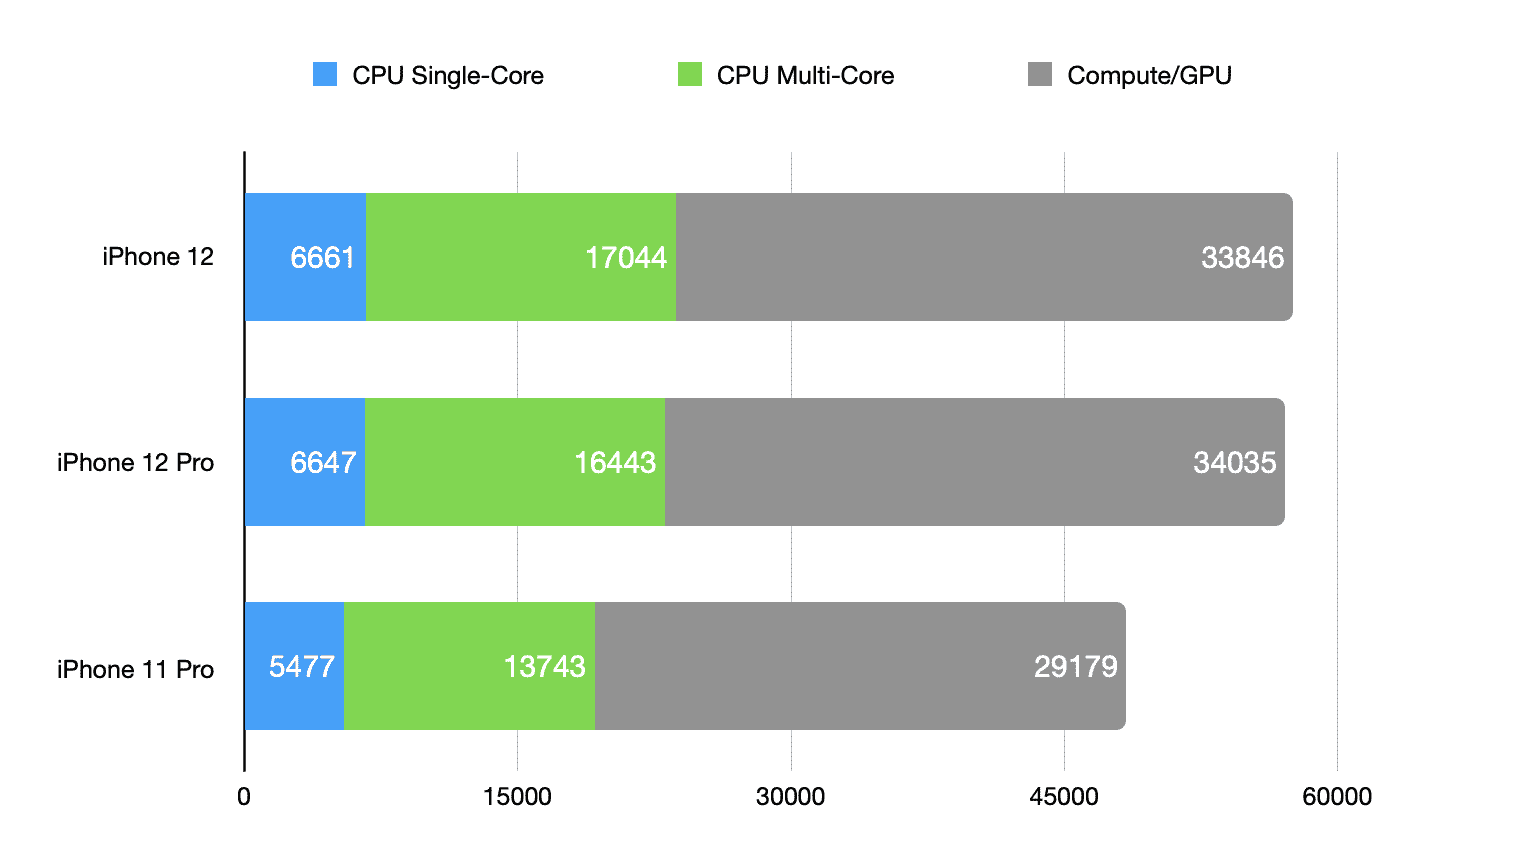 CPU Single-Core CPU Multi-Core Compute/GPU
iPhone 12 6661 17044 33846
iPhone 12 Pro 6647 16443 34035
iPhone 11 Pro 5477 13743 29179
0 15000 30000 45000 60000